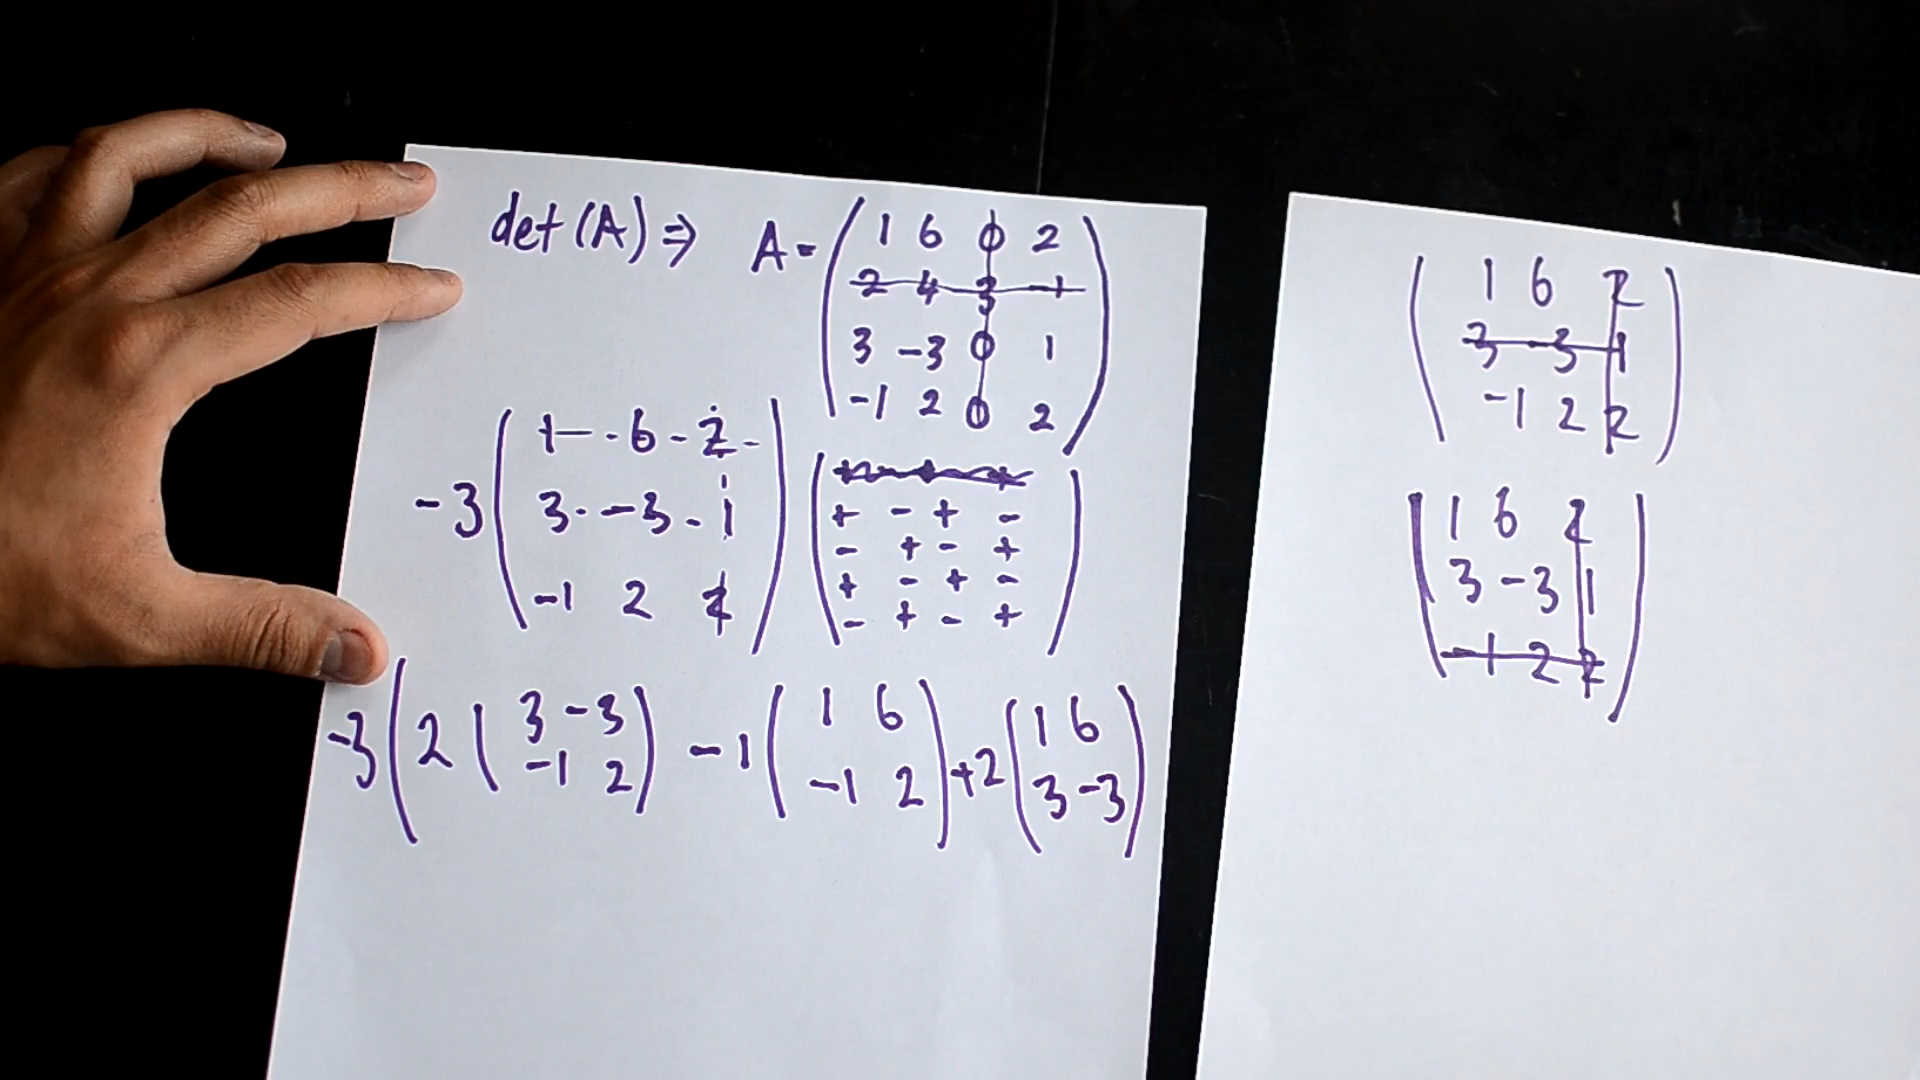 det(A) ⇒ A = ( 1 6 0 2
2 4 3 -1
3 -3 0 1
-1 2 0 2 )
-3 ( 1 6 2
3 -3 1
-1 2 2 )
( + - + -
- + - +
+ - + -
- + - + )
-3 ( 2 ( 3 -3 ) -1 ( 1 6 ) +2 ( 1 6 )
-1 2 -1 2 3 -3
( 1 6 2
3 -3 1
-1 2 2 )
( 1 6 2
3 -3 1
-1 2 2 )